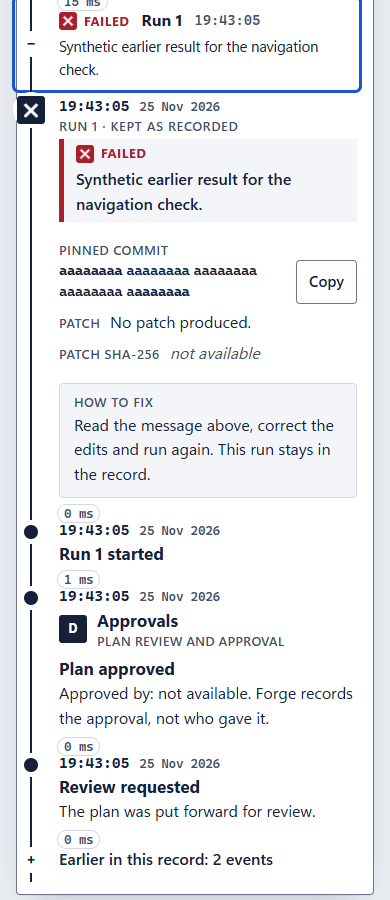 15 ms
FAILED Run 1 19:43:05
Synthetic earlier result for the navigation
check.
19:43:05 25 Nov 2026
RUN 1 · KEPT AS RECORDED
FAILED
Synthetic earlier result for the
navigation check.
PINNED COMMIT
aaaaaaaa aaaaaaaa aaaaaaaa
aaaaaaaa aaaaaaaa
Copy
PATCH No patch produced.
PATCH SHA-256 not available
HOW TO FIX
Read the message above, correct the
edits and run again. This run stays in
the record.
0 ms
19:43:05 25 Nov 2026
Run 1 started
1 ms
19:43:05 25 Nov 2026
D Approvals
PLAN REVIEW AND APPROVAL
Plan approved
Approved by: not available. Forge records
the approval, not who gave it.
0 ms
19:43:05 25 Nov 2026
Review requested
The plan was put forward for review.
0 ms
+ Earlier in this record: 2 events